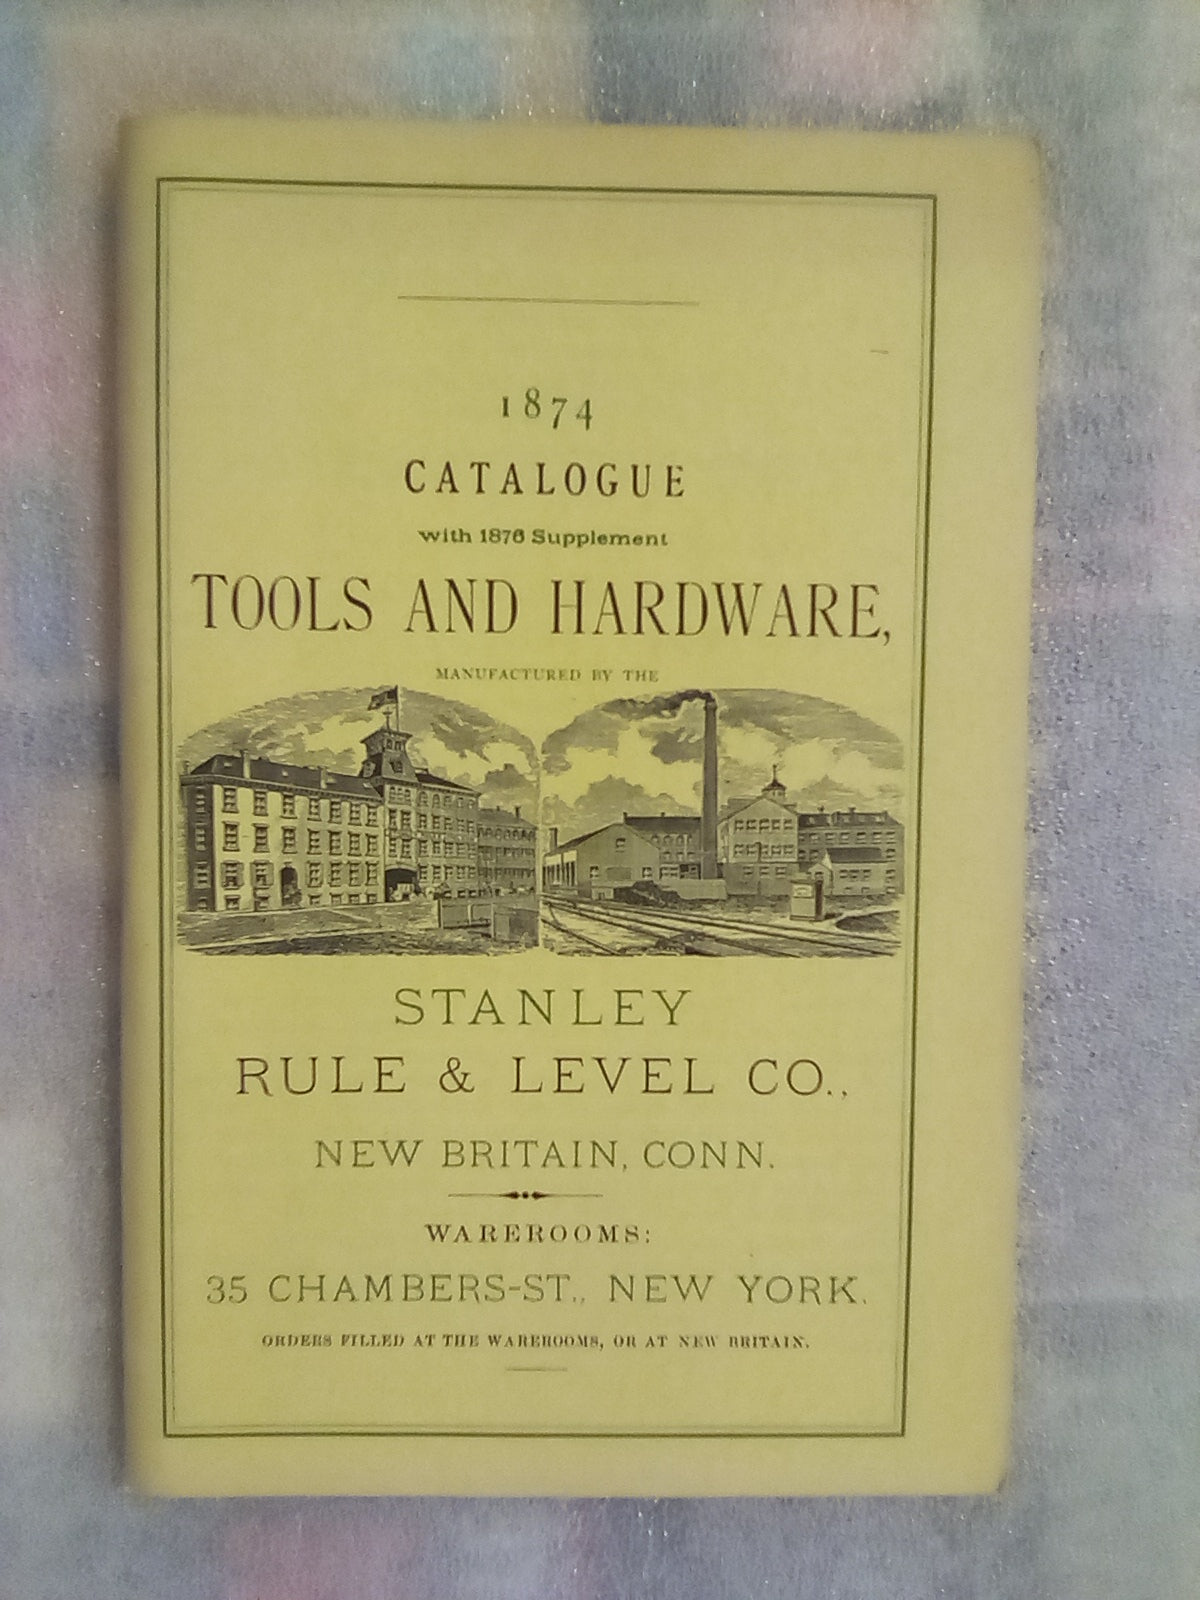 1874
CATALOGUE
with 1876 Supplement
TOOLS AND HARDWARE,
MANUFACTURED BY THE
STANLEY
RULE & LEVEL CO.,
NEW BRITAIN, CONN.
WAREROOMS:
35 CHAMBERS-ST., NEW YORK.
ORDERS FILLED AT THE WAREROOMS, OR AT NEW BRITAIN.